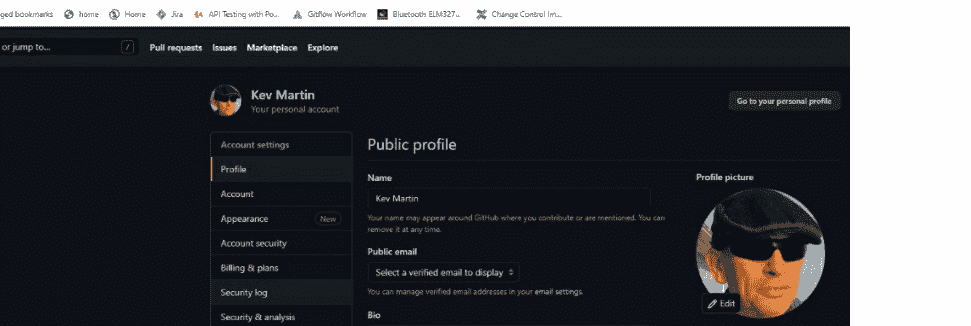 ged bookmarks home Home Jira API Testing with Po... Gitflow Workflow Bluetooth ELM327... Change Control Im...
or jump to... / Pull requests Issues Marketplace Explore
Kev Martin
Your personal account
Go to your personal profile
Account settings
Profile
Account
Appearance New
Account security
Billing & plans
Security log
Security & analysis
Public profile
Name
Kev Martin
Your name may appear around GitHub where you contribute or are mentioned. You can
remove it at any time.
Public email
Select a verified email to display
You can manage verified email addresses in your email settings.
Bio
Profile picture
Edit